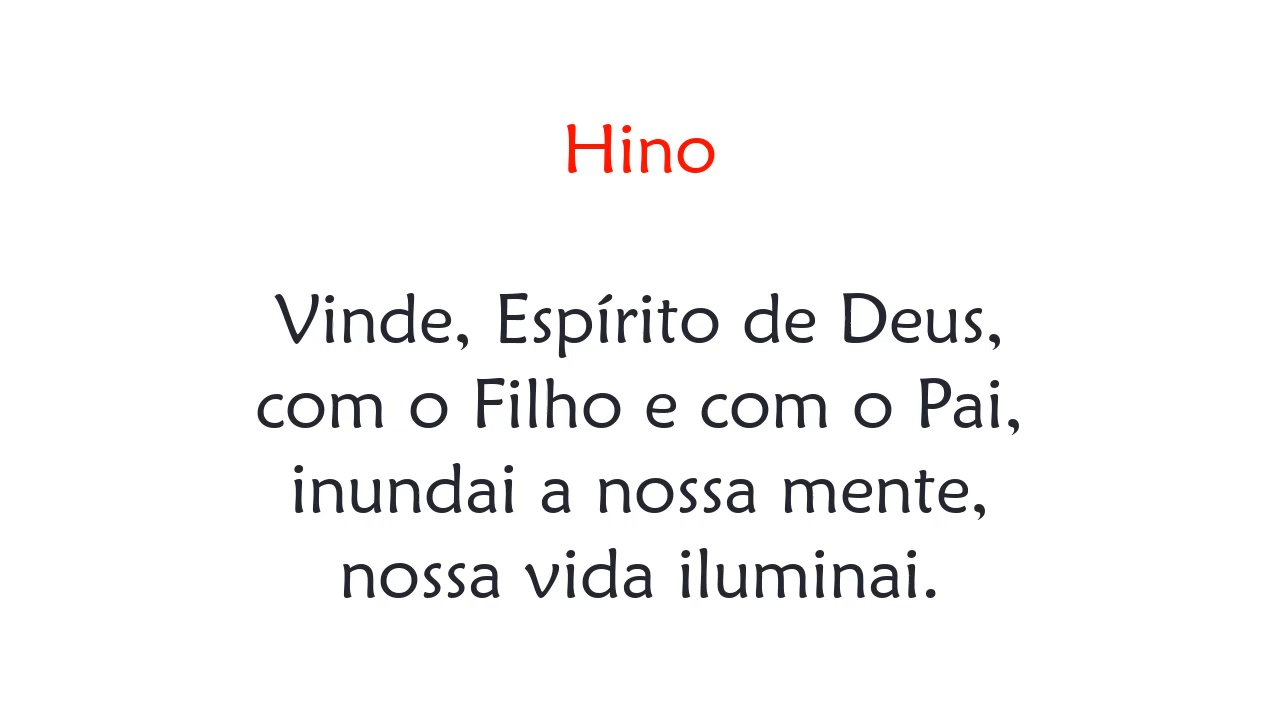 Hino
Vinde, Espírito de Deus,
com o Filho e com o Pai,
inundai a nossa mente,
nossa vida iluminai.